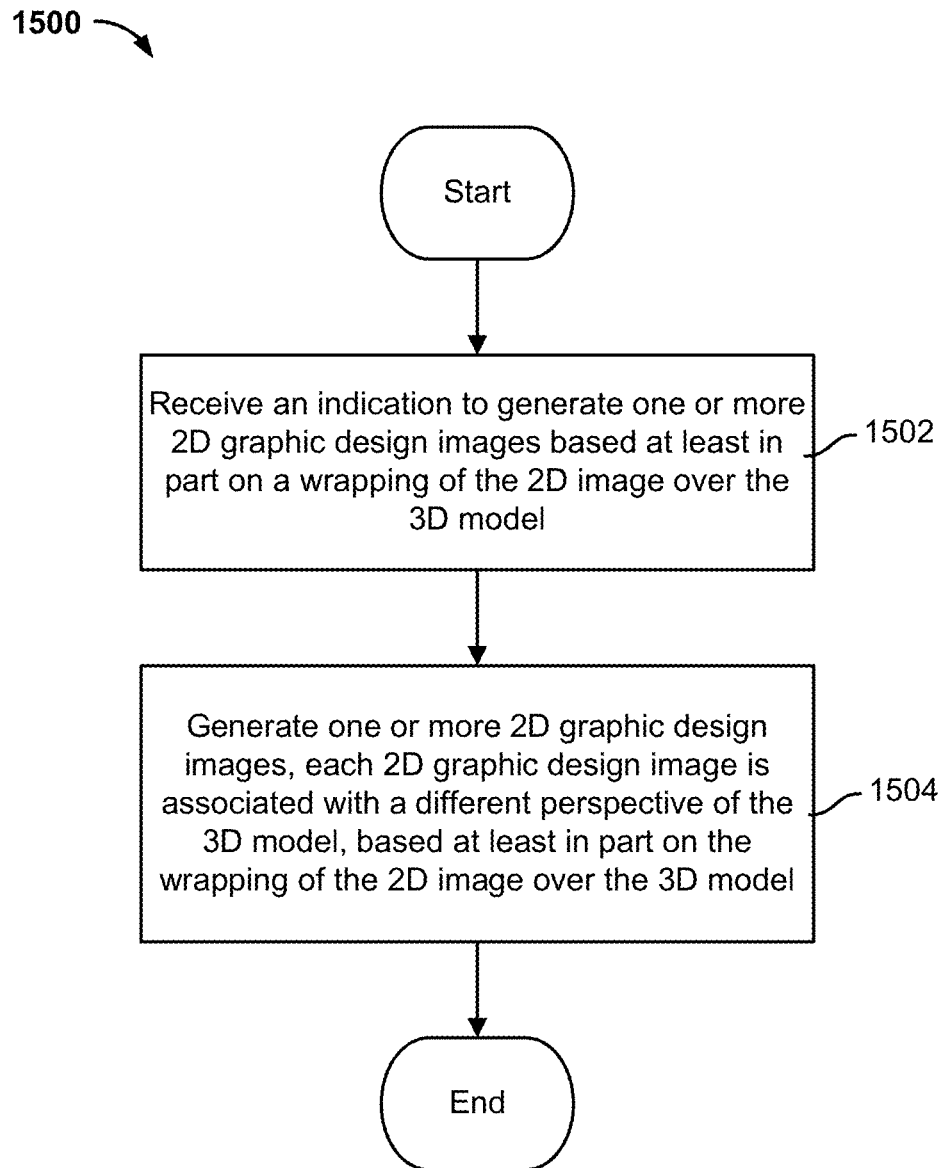 1500
Start
Receive an indication to generate one or more
2D graphic design images based at least in
part on a wrapping of the 2D image over the
3D model
1502
Generate one or more 2D graphic design
images, each 2D graphic design image is
associated with a different perspective of the
3D model, based at least in part on the
wrapping of the 2D image over the 3D model
1504
End